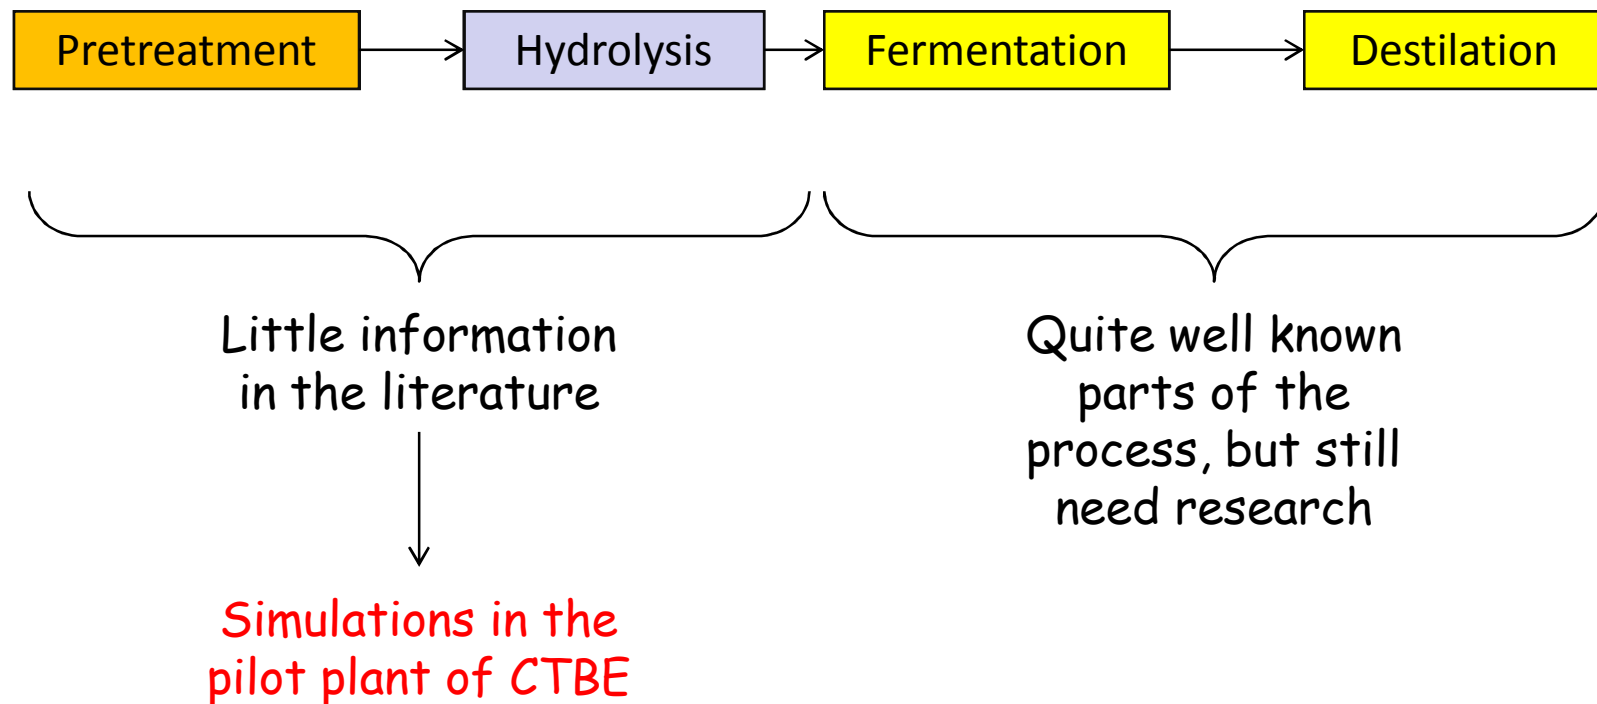 Pretreatment
Hydrolysis
Fermentation
Destilation
Little information
in the literature
Simulations in the
pilot plant of CTBE
Quite well known
parts of the
process, but still
need research